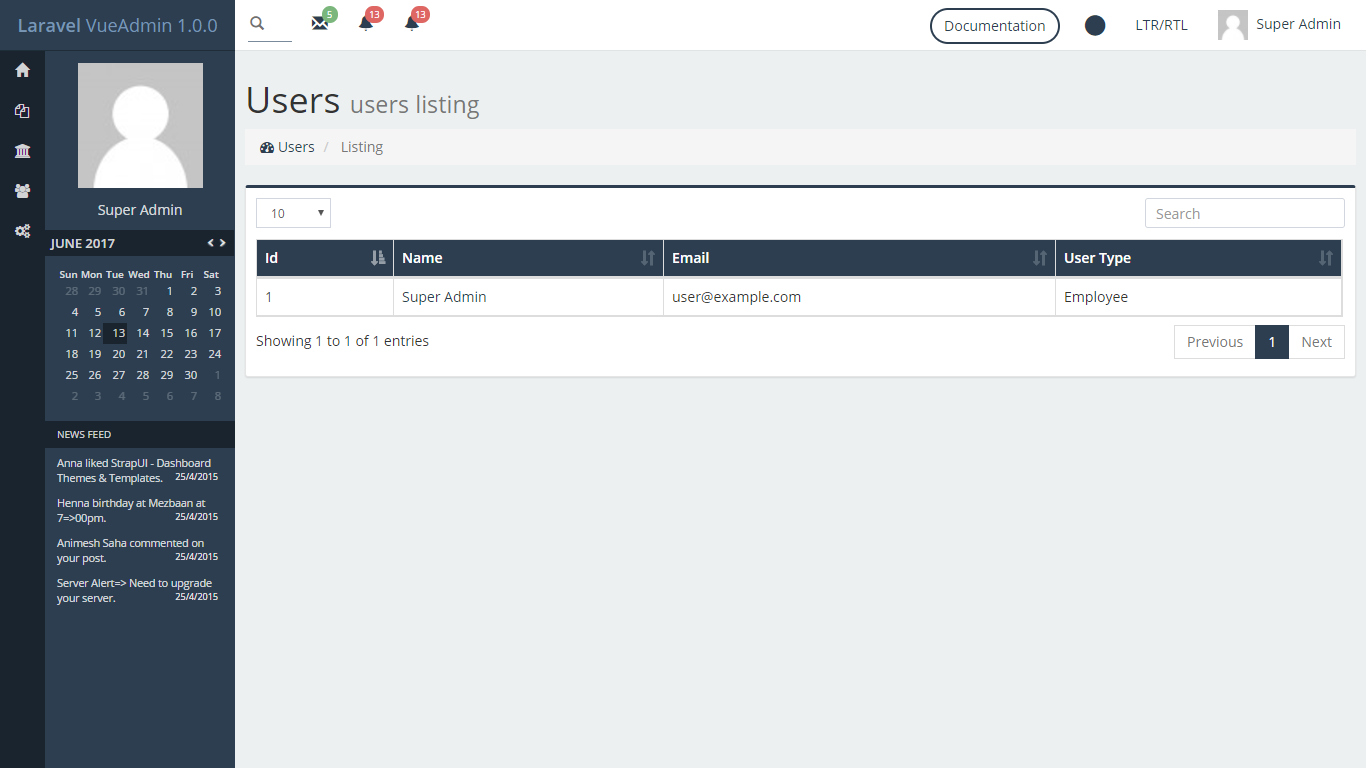 Laravel VueAdmin 1.0.0
5
13
13
Documentation
LTR/RTL
Super Admin
Super Admin
JUNE 2017
Sun Mon Tue Wed Thu Fri Sat
28 29 30 31 1 2 3
4 5 6 7 8 9 10
11 12 13 14 15 16 17
18 19 20 21 22 23 24
25 26 27 28 29 30 1
2 3 4 5 6 7 8
NEWS FEED
Anna liked StrapUI - Dashboard
Themes & Templates. 25/4/2015
Henna birthday at Mezbaan at
7=>00pm. 25/4/2015
Animesh Saha commented on
your post. 25/4/2015
Server Alert=> Need to upgrade
your server. 25/4/2015
Users users listing
Users / Listing
10
Search
Id Name Email User Type
1 Super Admin user@example.com Employee
Showing 1 to 1 of 1 entries
Previous 1 Next